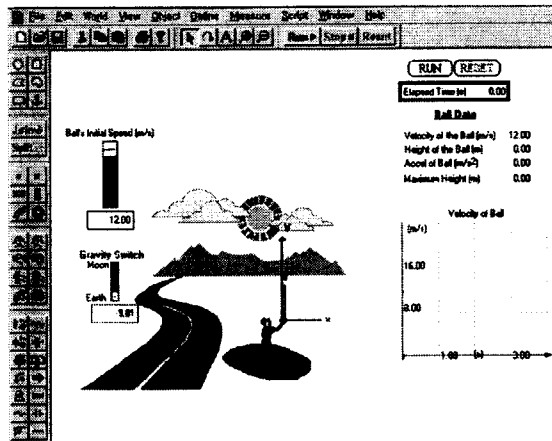 File Edit World View Object Define Measure Script Window Help
Run Stop Reset
RUN RESET
Elapsed Time (s) 0.00
Ball Data
Velocity of the Ball (m/s) 12.00
Height of the Ball (m) 0.00
Accel of Ball (m/s²) 0.00
Maximum Height (m) 0.00
Ball's Initial Speed (m/s)
12.00
Gravity Switch
Moon
Earth
9.81
Y
x
Velocity of Ball
(m/s)
16.00
8.00
1.00 (s) 3.00